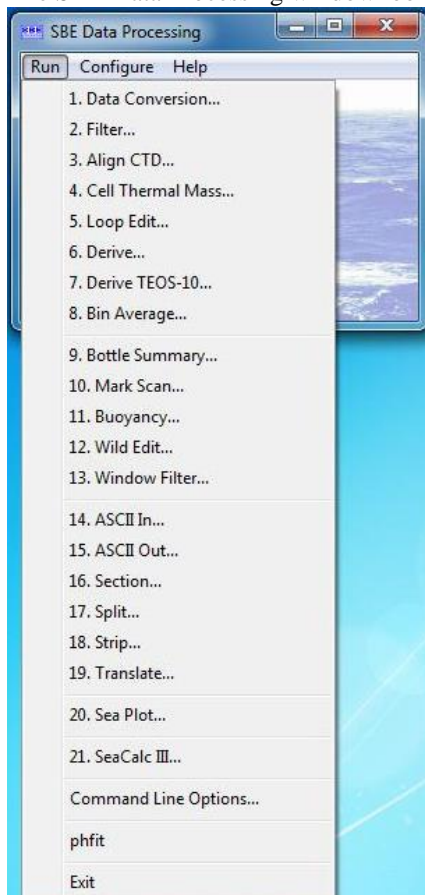 SBE Data Processing
Run Configure Help
1. Data Conversion...
2. Filter...
3. Align CTD...
4. Cell Thermal Mass...
5. Loop Edit...
6. Derive...
7. Derive TEOS-10...
8. Bin Average...
9. Bottle Summary...
10. Mark Scan...
11. Buoyancy...
12. Wild Edit...
13. Window Filter...
14. ASCII In...
15. ASCII Out...
16. Section...
17. Split...
18. Strip...
19. Translate...
20. Sea Plot...
21. SeaCalc III...
Command Line Options...
phfit
Exit